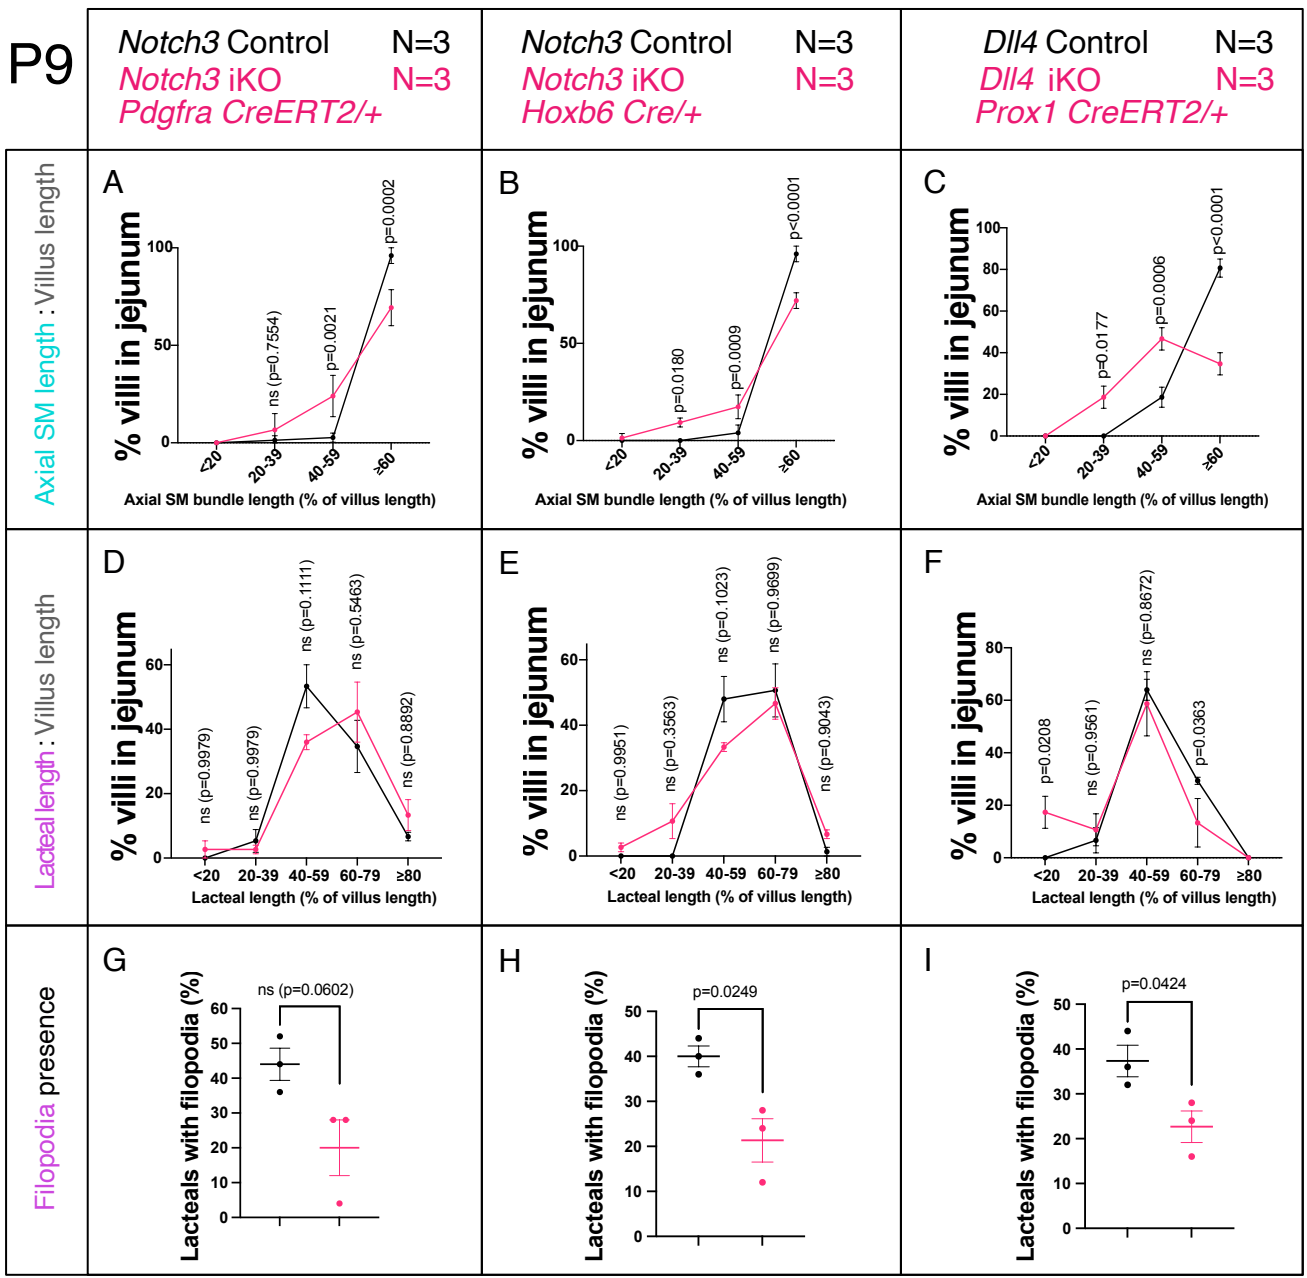 P9
Notch3 Control N=3
Notch3 iKO N=3
Pdgfra CreERT2/+
Notch3 Control N=3
Notch3 iKO N=3
Hoxb6 Cre/+
Dll4 Control N=3
Dll4 iKO N=3
Prox1 CreERT2/+
Axial SM length : Villus length
A
% villi in jejunum
100
50
0
ns (p=0.7554)
p=0.0021
p=0.0002
<20
20-39
40-59
≥60
Axial SM bundle length (% of villus length)
B
% villi in jejunum
100
50
0
p=0.0180
p=0.0009
p<0.0001
<20
20-39
40-59
≥60
Axial SM bundle length (% of villus length)
C
% villi in jejunum
100
80
60
40
20
0
p=0.0177
p=0.0006
p<0.0001
<20
20-39
40-59
≥60
Axial SM bundle length (% of villus length)
Lacteal length : Villus length
D
% villi in jejunum
60
40
20
0
ns (p=0.9979)
ns (p=0.9979)
ns (p=0.1111)
ns (p=0.5463)
ns (p=0.8892)
<20 20-39 40-59 60-79 ≥80
Lacteal length (% of villus length)
E
% villi in jejunum
60
40
20
0
ns (p=0.9951)
ns (p=0.3563)
ns (p=0.1023)
ns (p=0.9699)
ns (p=0.9043)
<20 20-39 40-59 60-79 ≥80
Lacteal length (% of villus length)
F
% villi in jejunum
80
60
40
20
0
p=0.0208
ns (p=0.9561)
ns (p=0.8672)
p=0.0363
<20 20-39 40-59 60-79 ≥80
Lacteal length (% of villus length)
Filopodia presence
G
Lacteals with filopodia (%)
60
50
40
30
20
10
0
ns (p=0.0602)
H
Lacteals with filopodia (%)
50
40
30
20
10
0
p=0.0249
I
Lacteals with filopodia (%)
50
40
30
20
10
0
p=0.0424